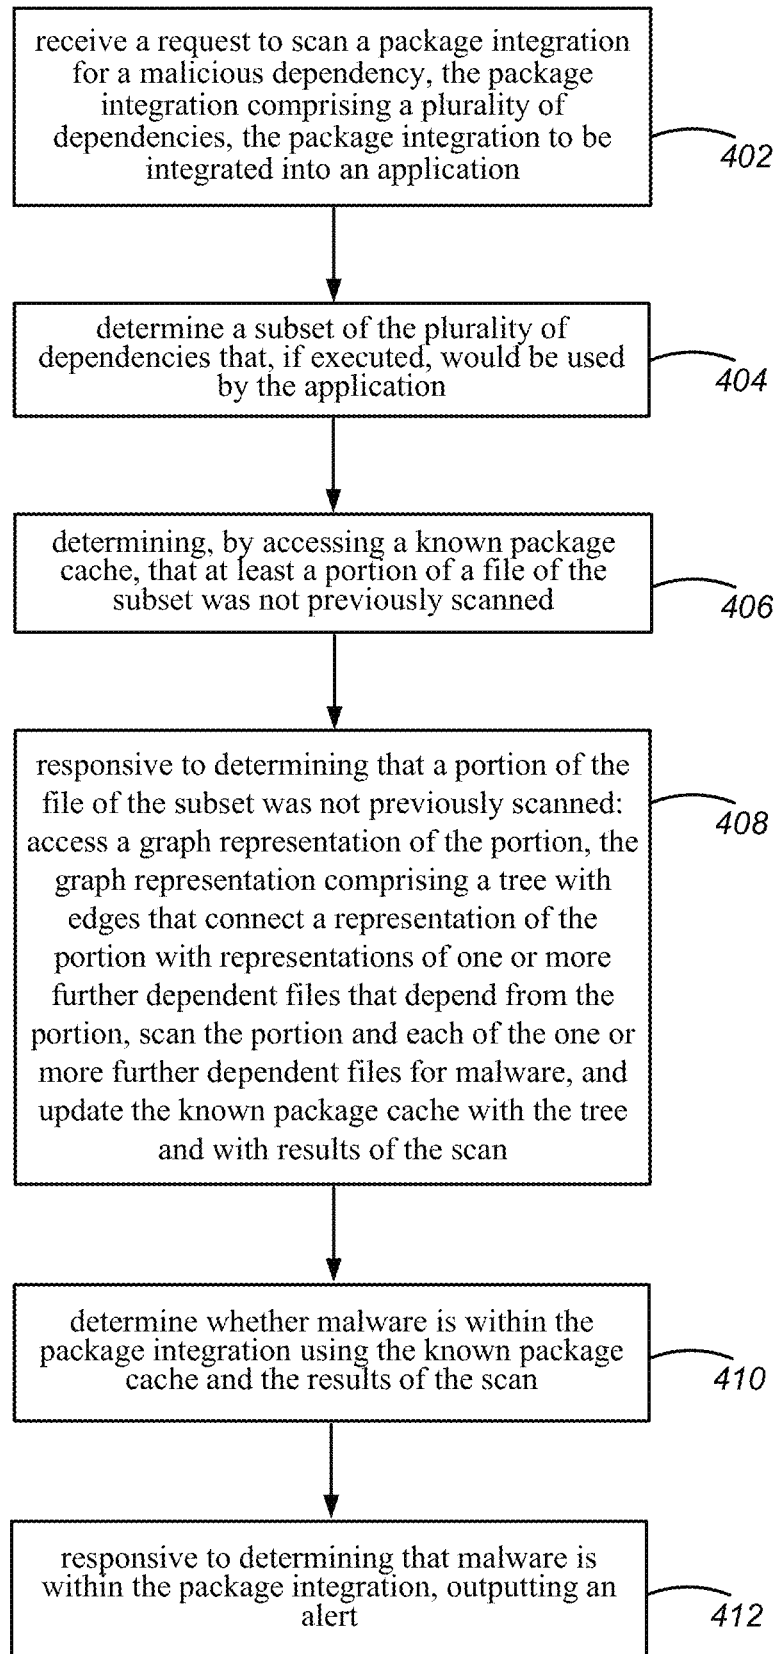 receive a request to scan a package integration
for a malicious dependency, the package
integration comprising a plurality of
dependencies, the package integration to be
integrated into an application
402
determine a subset of the plurality of
dependencies that, if executed, would be used
by the application
404
determining, by accessing a known package
cache, that at least a portion of a file of the
subset was not previously scanned
406
responsive to determining that a portion of the
file of the subset was not previously scanned:
access a graph representation of the portion, the
graph representation comprising a tree with
edges that connect a representation of the
portion with representations of one or more
further dependent files that depend from the
portion, scan the portion and each of the one or
more further dependent files for malware, and
update the known package cache with the tree
and with results of the scan
408
determine whether malware is within the
package integration using the known package
cache and the results of the scan
410
responsive to determining that malware is
within the package integration, outputting an
alert
412